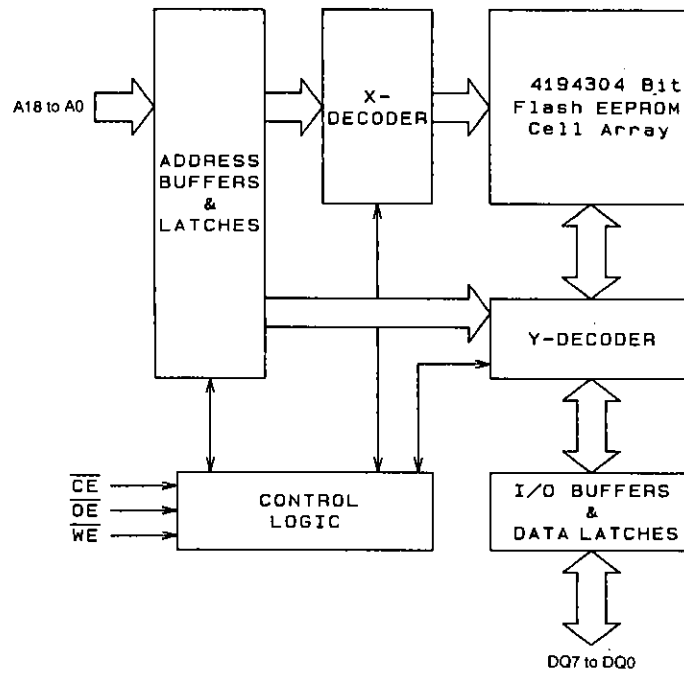 A18 to A0
ADDRESS
BUFFERS
&
LATCHES
X-
DECODER
4194304 Bit
Flash EEPROM
Cell Array
Y-DECODER
CE
OE
WE
CONTROL
LOGIC
I/O BUFFERS
&
DATA LATCHES
DQ7 to DQ0